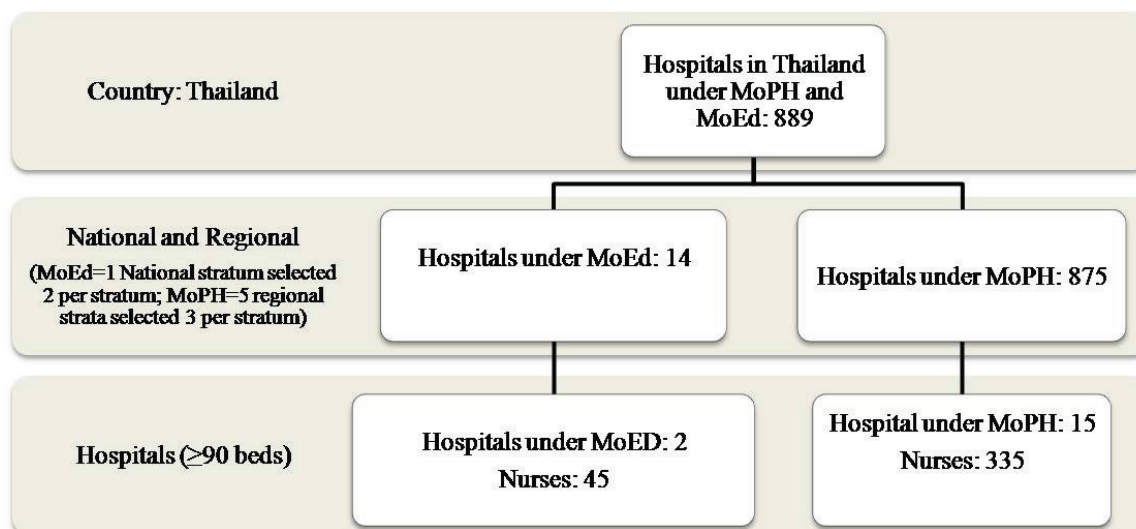 Country: Thailand
Hospitals in Thailand
under MoPH and
MoEd: 889
National and Regional
(MoEd=1 National stratum selected
2 per stratum; MoPH=5 regional
strata selected 3 per stratum)
Hospitals under MoEd: 14
Hospitals under MoPH: 875
Hospitals (≥90 beds)
Hospitals under MoED: 2
Nurses: 45
Hospital under MoPH: 15
Nurses: 335